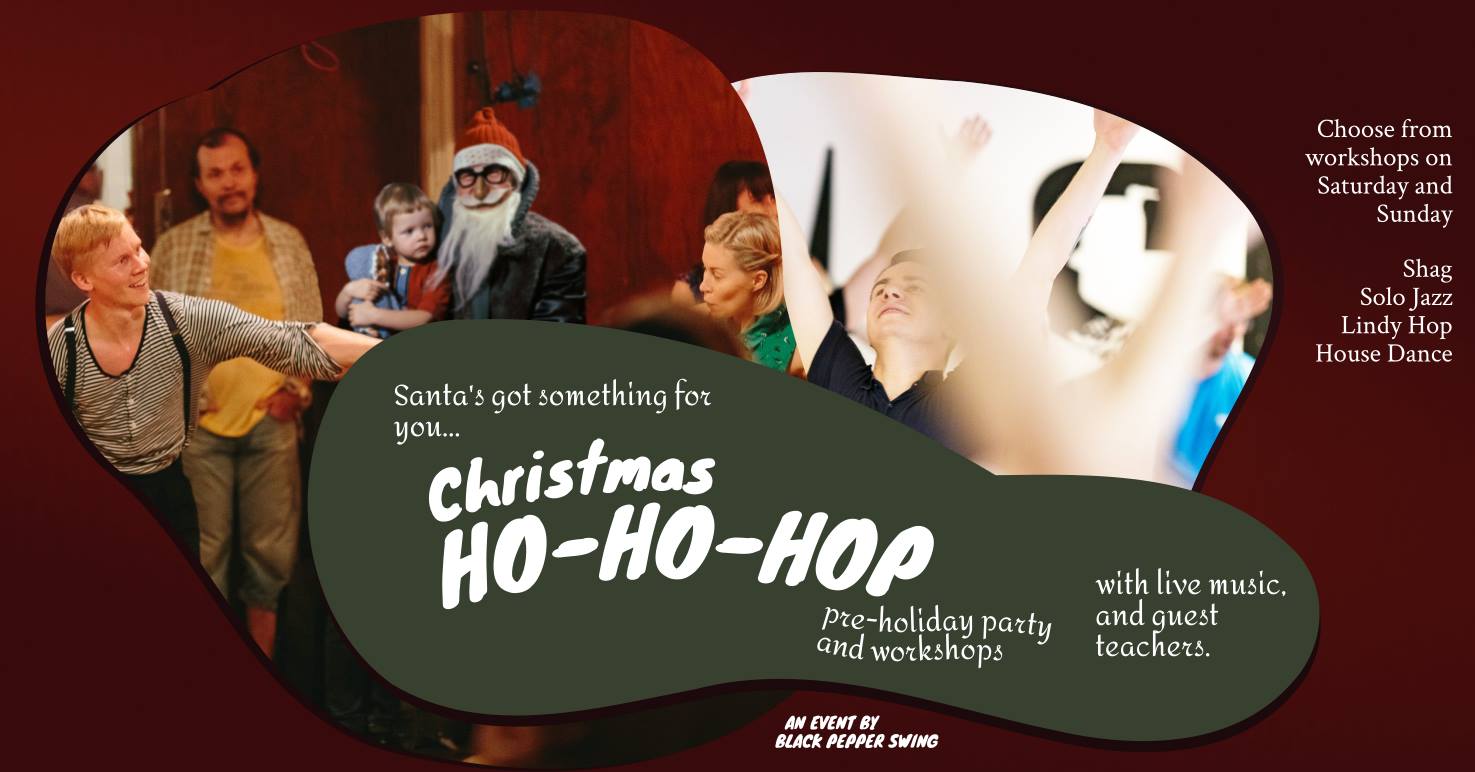 Santa's got something for
you...
Christmas
HO-HO-HOP
pre-holiday party
and workshops
with live music,
and guest
teachers.
AN EVENT BY
BLACK PEPPER SWING
Choose from
workshops on
Saturday and
Sunday
Shag
Solo Jazz
Lindy Hop
House Dance